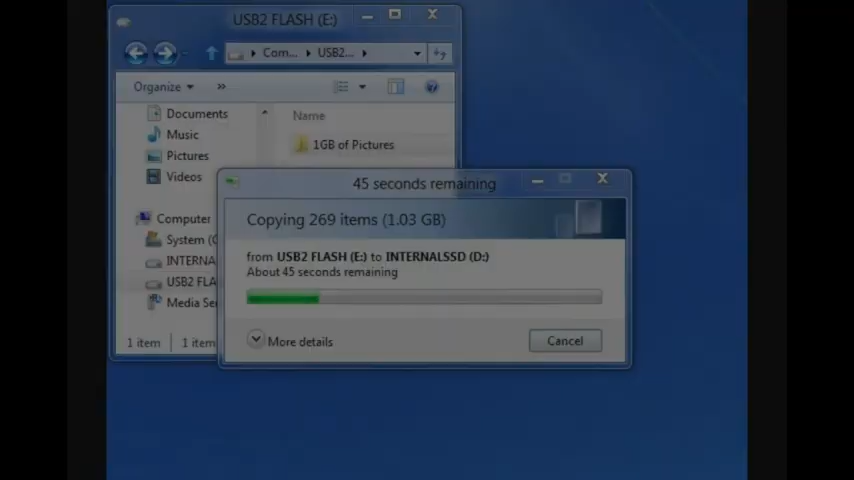 USB2 FLASH (E:)
Com... USB2...
Organize »
Documents
Music
Pictures
Videos
Computer
System (C
INTERNA
USB2 FLA
Media Se
Name
1GB of Pictures
1 item 1 item
45 seconds remaining
Copying 269 items (1.03 GB)
from USB2 FLASH (E:) to INTERNALSSD (D:)
About 45 seconds remaining
More details
Cancel